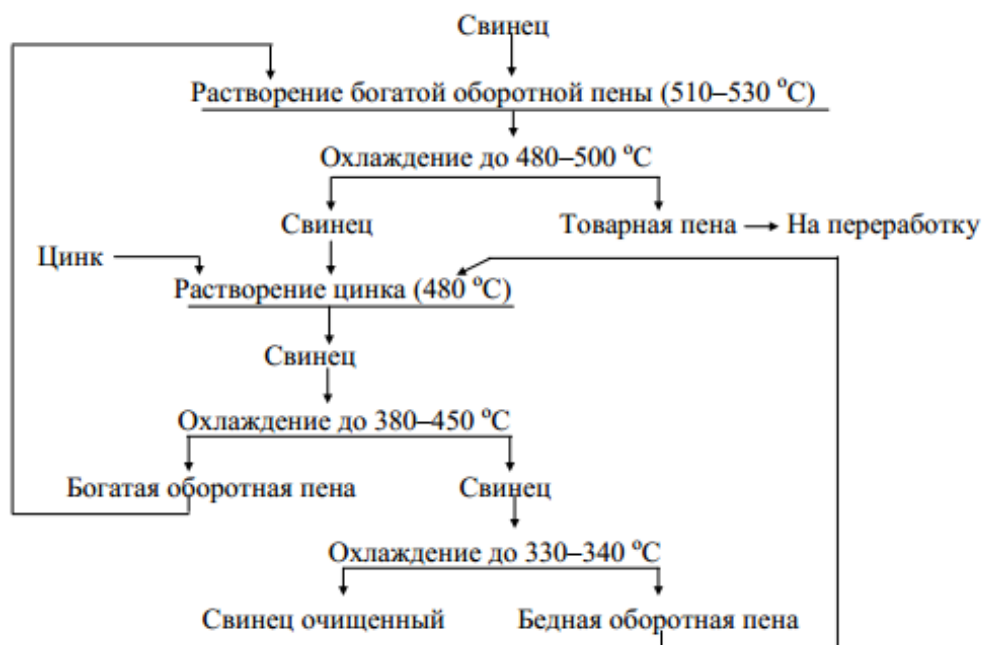 Свинец
Растворение богатой оборотной пены (510–530 °С)
Охлаждение до 480–500 °С
Свинец
Товарная пена
На переработку
Цинк
Растворение цинка (480 °С)
Свинец
Охлаждение до 380–450 °С
Богатая оборотная пена
Свинец
Охлаждение до 330–340 °С
Свинец очищенный
Бедная оборотная пена